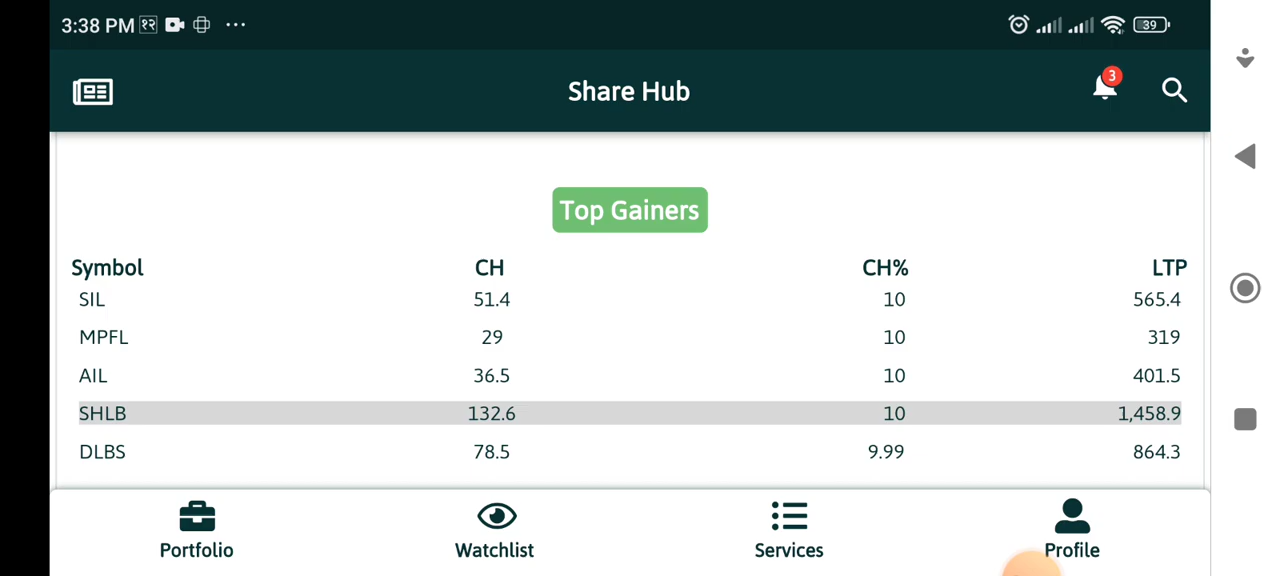 3:38 PM १२ ...
39
Share Hub
3
Top Gainers
Symbol CH CH% LTP
SIL 51.4 10 565.4
MPFL 29 10 319
AIL 36.5 10 401.5
SHLB 132.6 10 1,458.9
DLBS 78.5 9.99 864.3
Portfolio Watchlist Services Profile